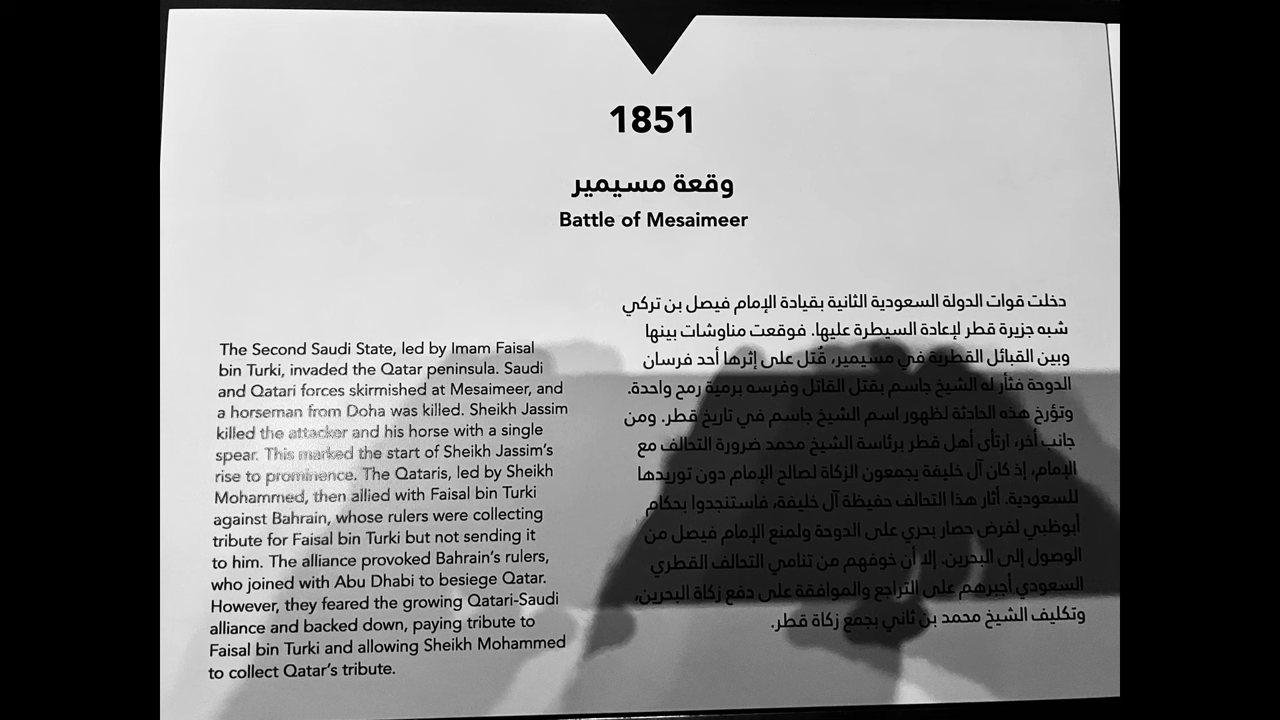 1851
وقعة مسيمير
Battle of Mesaimeer
دخلت قوات الدولة السعودية الثانية بقيادة الإمام فيصل بن تركي
شبه جزيرة قطر لإعادة السيطرة عليها. فوقعت مناوشات بينها
وبين القبائل القطرية في مسيمير، قُتل على إثرها أحد فرسان
الدوحة فثأر له الشيخ جاسم بقتل القاتل وفرسه برمية رمح واحدة.
وتؤرخ هذه الحادثة لظهور اسم الشيخ جاسم في تاريخ قطر. ومن
جانب آخر، ارتأى أهل قطر برئاسة الشيخ محمد ضرورة التحالف مع
الإمام، إذ كان آل خليفة يجمعون الزكاة لصالح الإمام دون توريدها
للسعودية. أثار هذا التحالف حفيظة آل خليفة، فاستنجدوا بحكام
أبوظبي لفرض حصار بحري على الدوحة ولمنع الإمام فيصل من
الوصول إلى البحرين. إلا أن خوفهم من تنامي التحالف القطري
السعودي أجبرهم على التراجع والموافقة على دفع زكاة البحرين،
وتكليف الشيخ محمد بن ثاني بجمع زكاة قطر.
The Second Saudi State, led by Imam Faisal
bin Turki, invaded the Qatar peninsula. Saudi
and Qatari forces skirmished at Mesaimeer, and
a horseman from Doha was killed. Sheikh Jassim
killed the attacker and his horse with a single
spear. This marked the start of Sheikh Jassim's
rise to prominence. The Qataris, led by Sheikh
Mohammed, then allied with Faisal bin Turki
against Bahrain, whose rulers were collecting
tribute for Faisal bin Turki but not sending it
to him. The alliance provoked Bahrain's rulers,
who joined with Abu Dhabi to besiege Qatar.
However, they feared the growing Qatari-Saudi
alliance and backed down, paying tribute to
Faisal bin Turki and allowing Sheikh Mohammed
to collect Qatar's tribute.